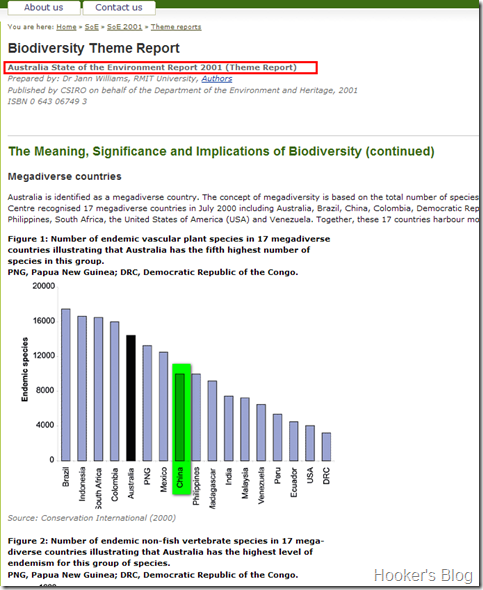 About us
Contact us
You are here: Home » SoE » SoE 2001 » Theme reports
Biodiversity Theme Report
Australia State of the Environment Report 2001 (Theme Report)
Prepared by: Dr Jann Williams, RMIT University, Authors
Published by CSIRO on behalf of the Department of the Environment and Heritage, 2001
ISBN 0 643 06749 3
The Meaning, Significance and Implications of Biodiversity (continued)
Megadiverse countries
Australia is identified as a megadiverse country. The concept of megadiversity is based on the total number of species
Centre recognised 17 megadiverse countries in July 2000 including Australia, Brazil, China, Colombia, Democratic
Philippines, South Africa, the United States of America (USA) and Venezuela. Together, these 17 countries harbour
Figure 1: Number of endemic vascular plant species in 17 megadiverse
countries illustrating that Australia has the fifth highest number of
species in this group.
PNG, Papua New Guinea; DRC, Democratic Republic of the Congo.
20000
16000
12000
8000
4000
0
Endemic species
Brazil
Indonesia
South Africa
Colombia
Australia
PNG
Mexico
China
Philippines
Madagascar
India
Malaysia
Venezuela
Peru
Ecuador
USA
DRC
Source: Conservation International (2000)
Figure 2: Number of endemic non-fish vertebrate species in 17 mega-
diverse countries illustrating that Australia has the highest level of
endemism for this group of species.
PNG, Papua New Guinea; DRC, Democratic Republic of the Congo.
Hooker's Blog